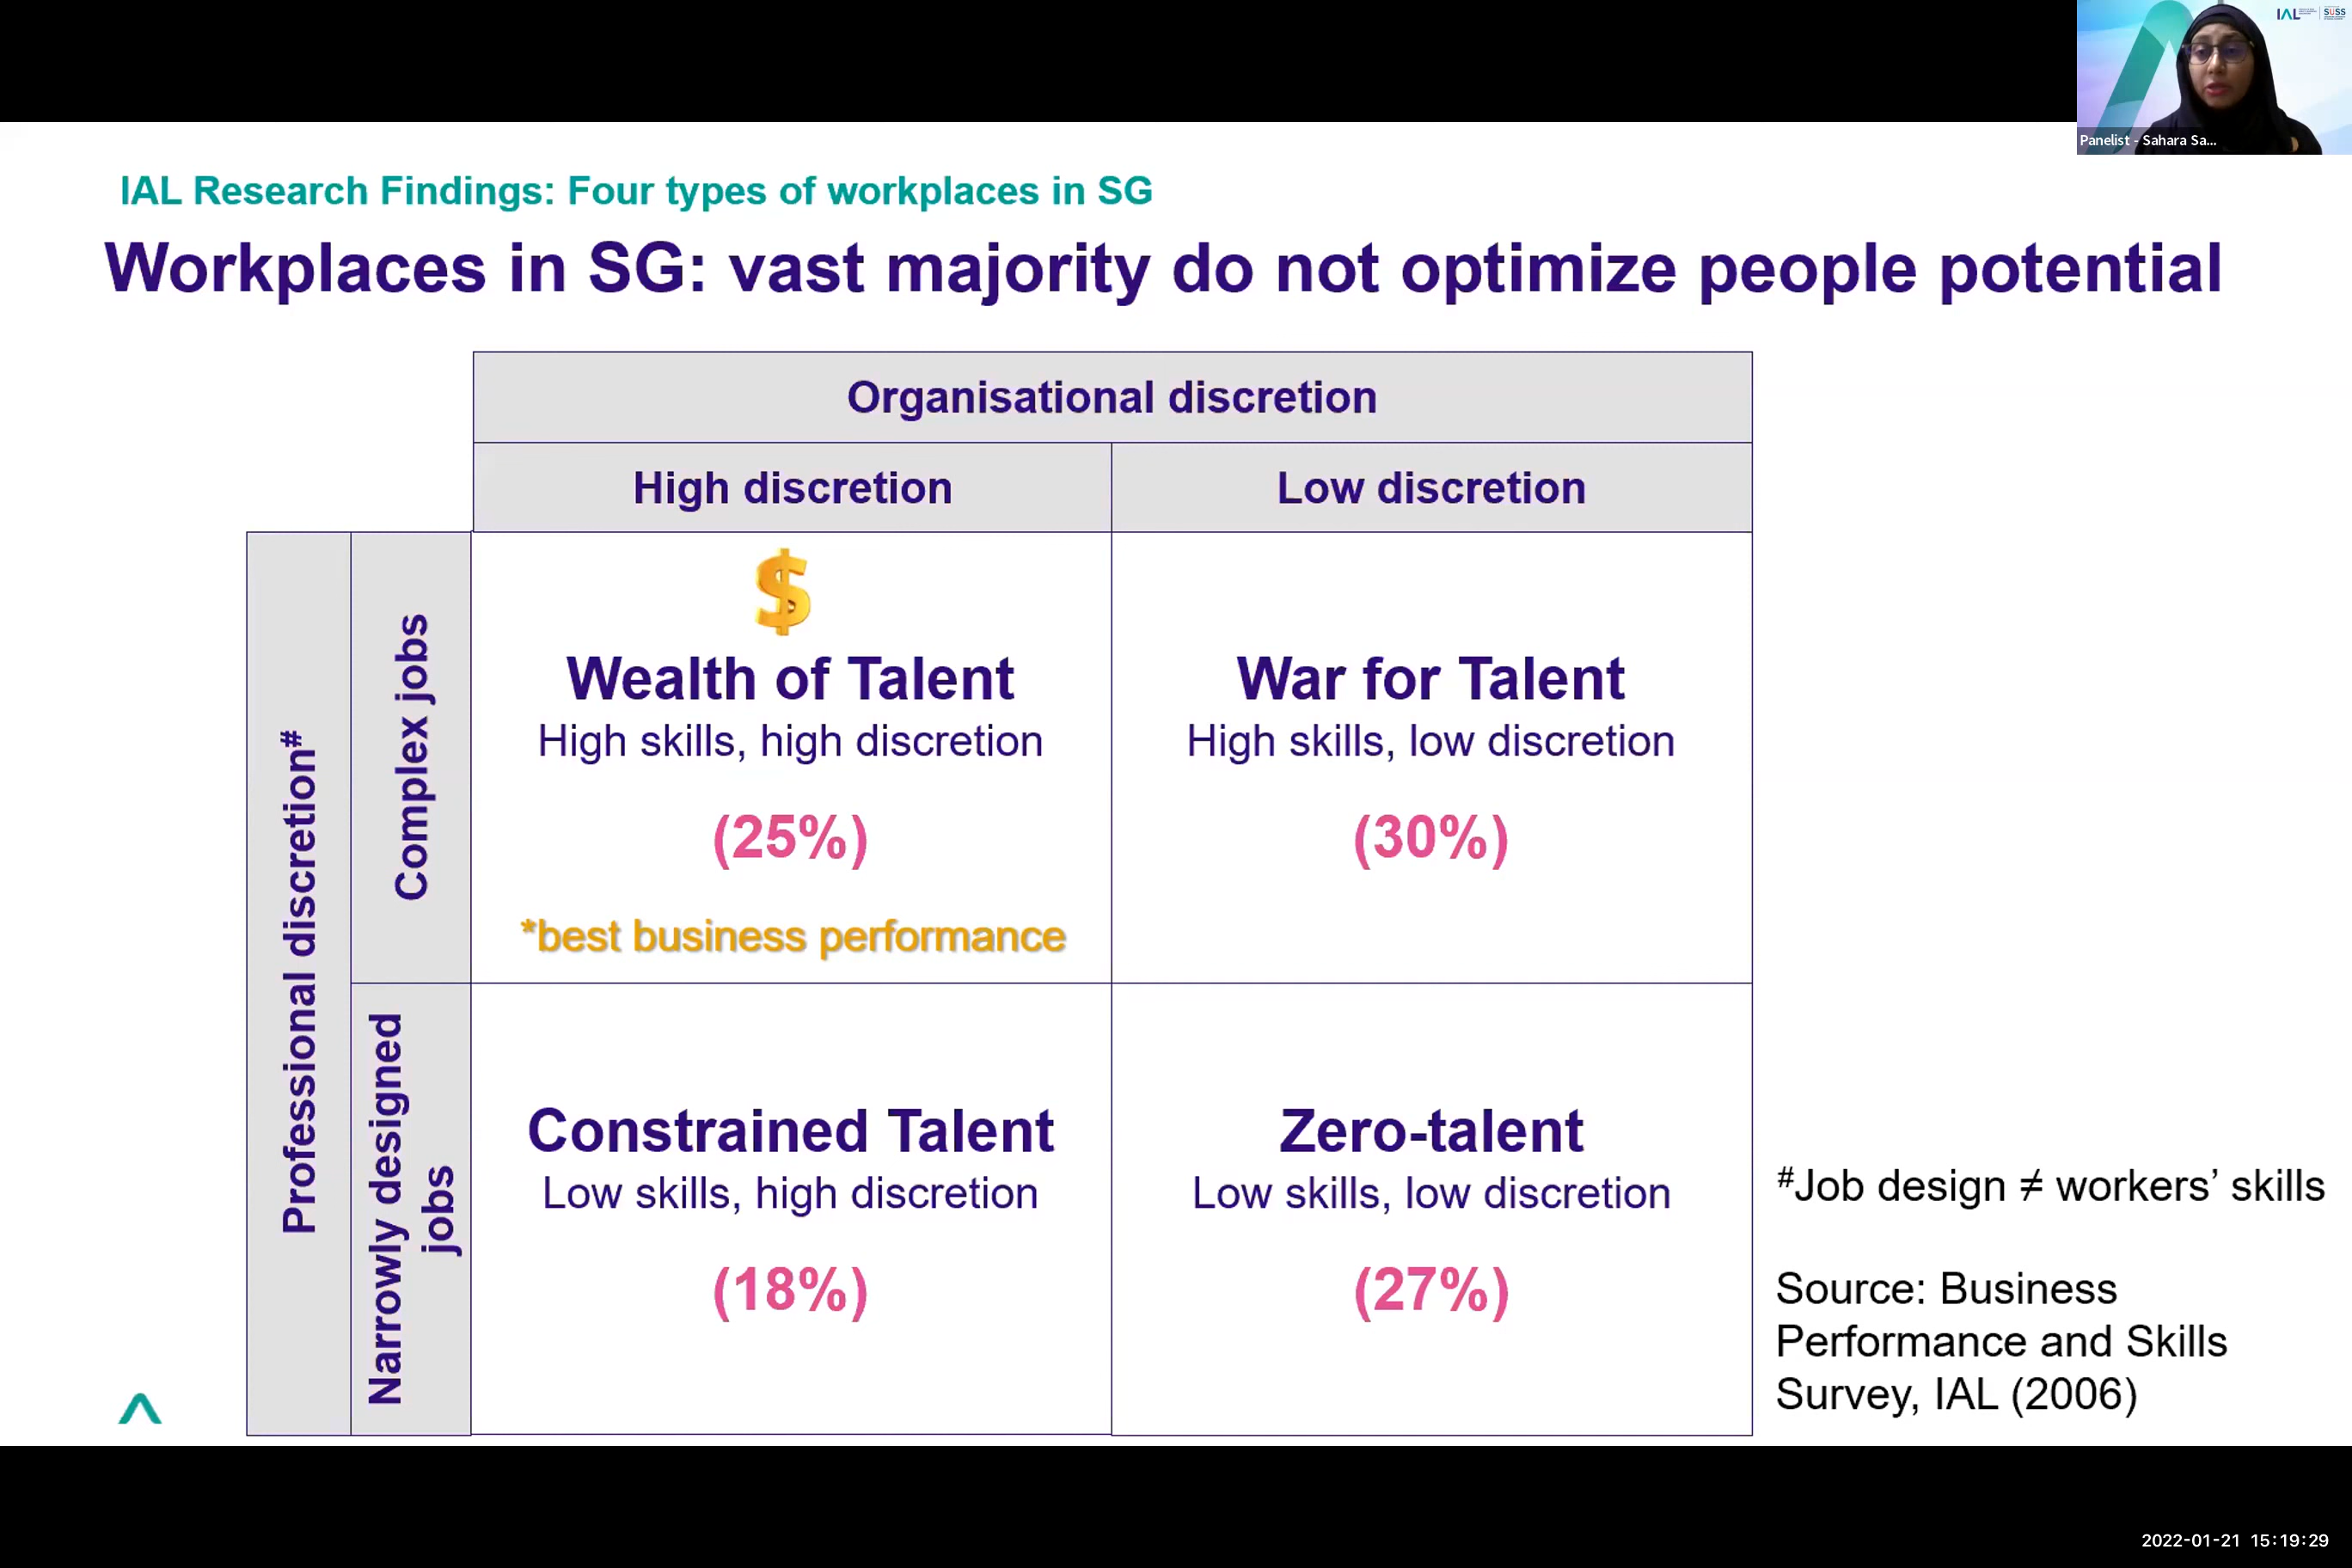 IAL
SUSS
Panelist - Sahara Sa...
IAL Research Findings: Four types of workplaces in SG
Workplaces in SG: vast majority do not optimize people potential
Organisational discretion
High discretion
Low discretion
Professional discretion#
Complex jobs
$
Wealth of Talent
High skills, high discretion
(25%)
*best business performance
War for Talent
High skills, low discretion
(30%)
Narrowly designed
jobs
Constrained Talent
Low skills, high discretion
(18%)
Zero-talent
Low skills, low discretion
(27%)
#Job design ≠ workers’ skills
Source: Business
Performance and Skills
Survey, IAL (2006)
2022-01-21 15:19:29